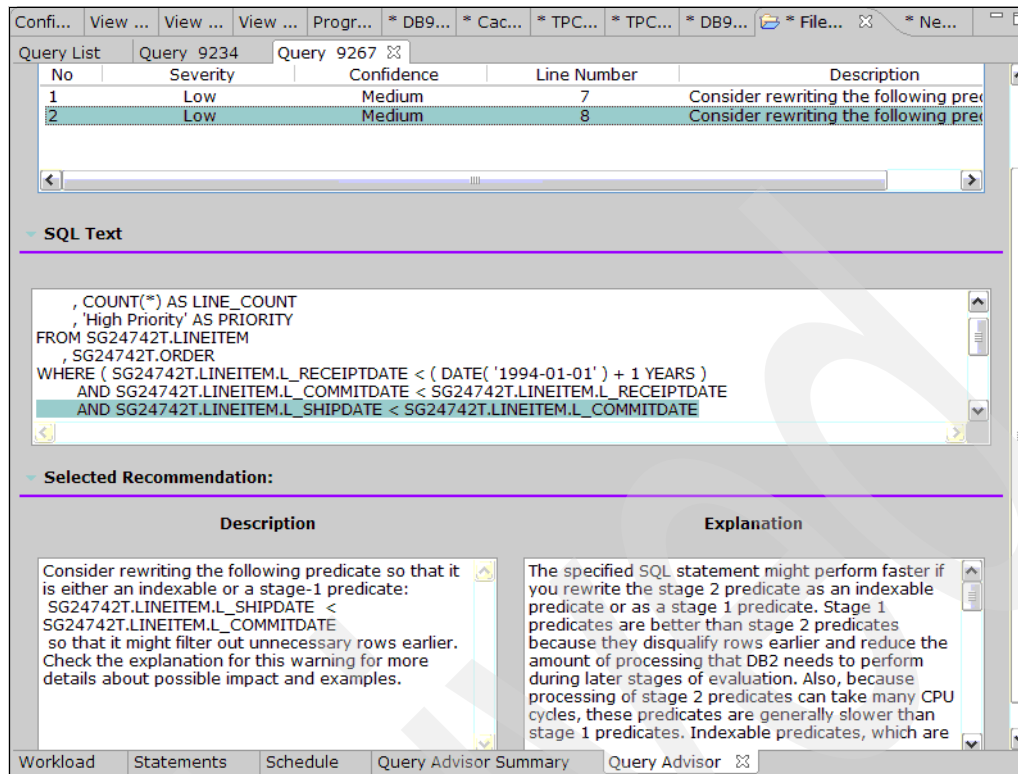 Confi... View ... View ... View ... Progr... * DB9... * Cac... * TPC... * TPC... * DB9... * File... * Ne...
Query List Query 9234 Query 9267
No Severity Confidence Line Number Description
1 Low Medium 7 Consider rewriting the following pred
2 Low Medium 8 Consider rewriting the following pred
SQL Text
, COUNT(*) AS LINE_COUNT
, 'High Priority' AS PRIORITY
FROM SG24742T.LINEITEM
, SG24742T.ORDER
WHERE ( SG24742T.LINEITEM.L_RECEIPTDATE < ( DATE( '1994-01-01' ) + 1 YEARS )
AND SG24742T.LINEITEM.L_COMMITDATE < SG24742T.LINEITEM.L_RECEIPTDATE
AND SG24742T.LINEITEM.L_SHIPDATE < SG24742T.LINEITEM.L_COMMITDATE
Selected Recommendation:
Description
Consider rewriting the following predicate so that it
is either an indexable or a stage-1 predicate:
SG24742T.LINEITEM.L_SHIPDATE <
SG24742T.LINEITEM.L_COMMITDATE
so that it might filter out unnecessary rows earlier.
Check the explanation for this warning for more
details about possible impact and examples.
Explanation
The specified SQL statement might perform faster if
you rewrite the stage 2 predicate as an indexable
predicate or as a stage 1 predicate. Stage 1
predicates are better than stage 2 predicates
because they disqualify rows earlier and reduce the
amount of processing that DB2 needs to perform
during later stages of evaluation. Also, because
processing of stage 2 predicates can take many CPU
cycles, these predicates are generally slower than
stage 1 predicates. Indexable predicates, which are
Workload Statements Schedule Query Advisor Summary Query Advisor